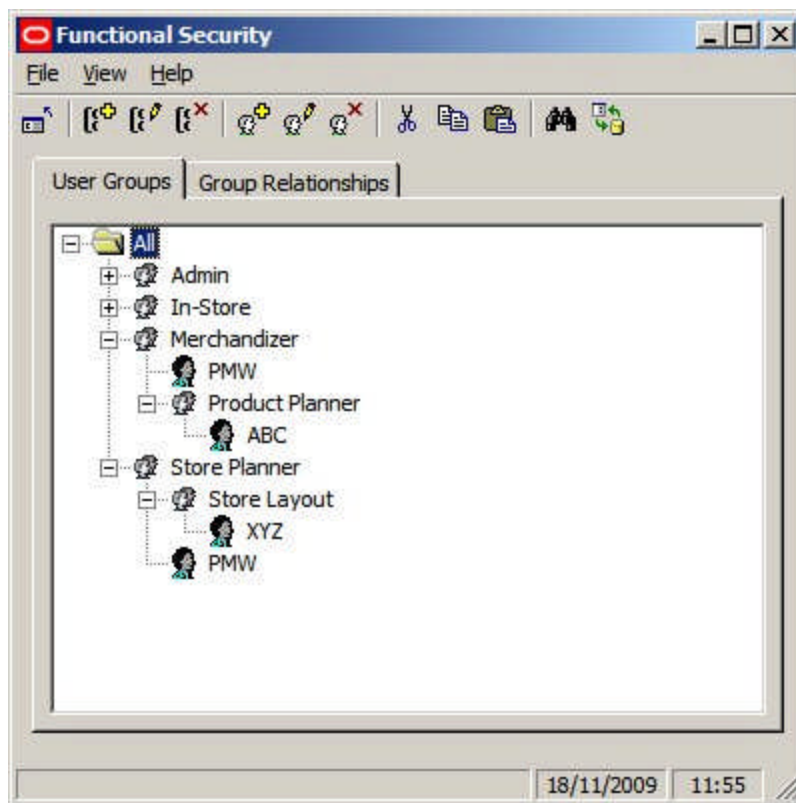 Functional Security
File View Help
User Groups Group Relationships
All
Admin
In-Store
Merchandizer
PMW
Product Planner
ABC
Store Planner
Store Layout
XYZ
PMW
18/11/2009 11:55